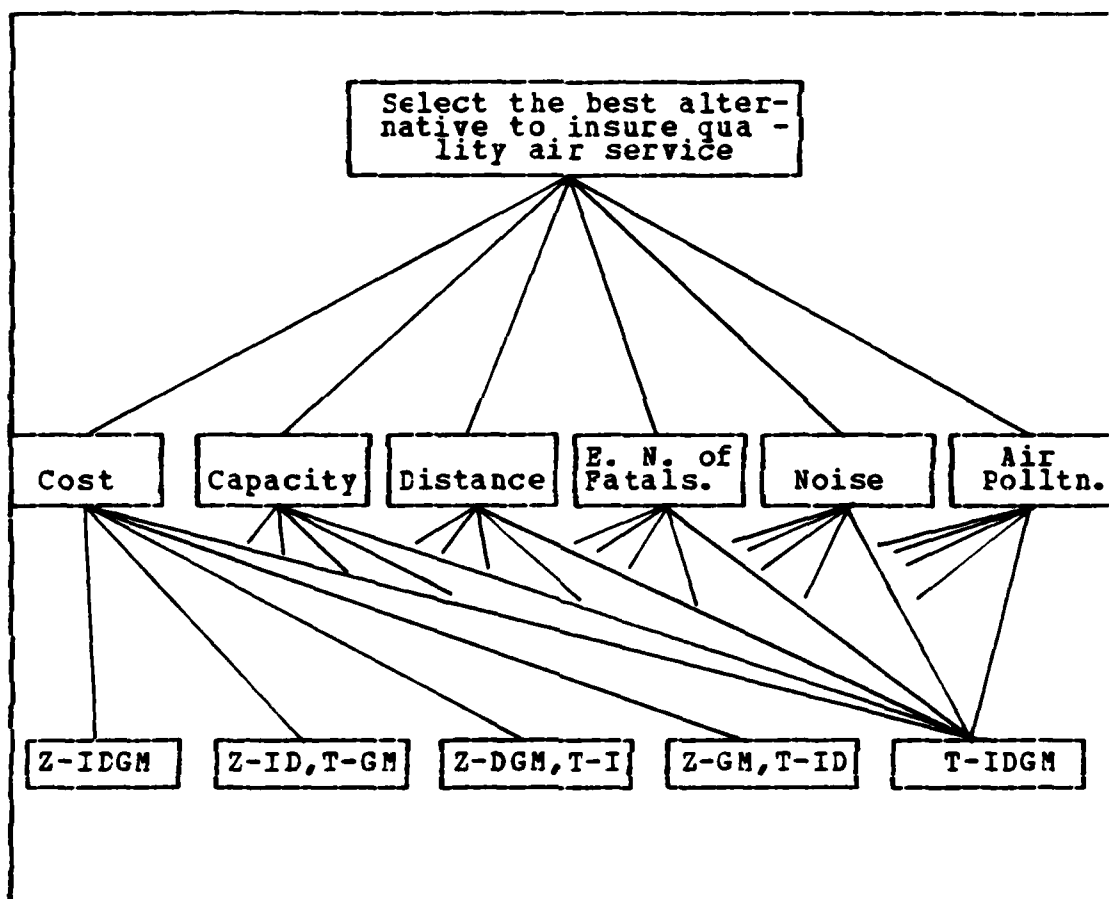 Select the best alter-
native to insure qua -
lity air service
Cost
Capacity
Distance
E. N. of
Fatals.
Noise
Air
Polltn.
Z-IDGM
Z-ID,T-GM
Z-DGM,T-I
Z-GM,T-ID
T-IDGM